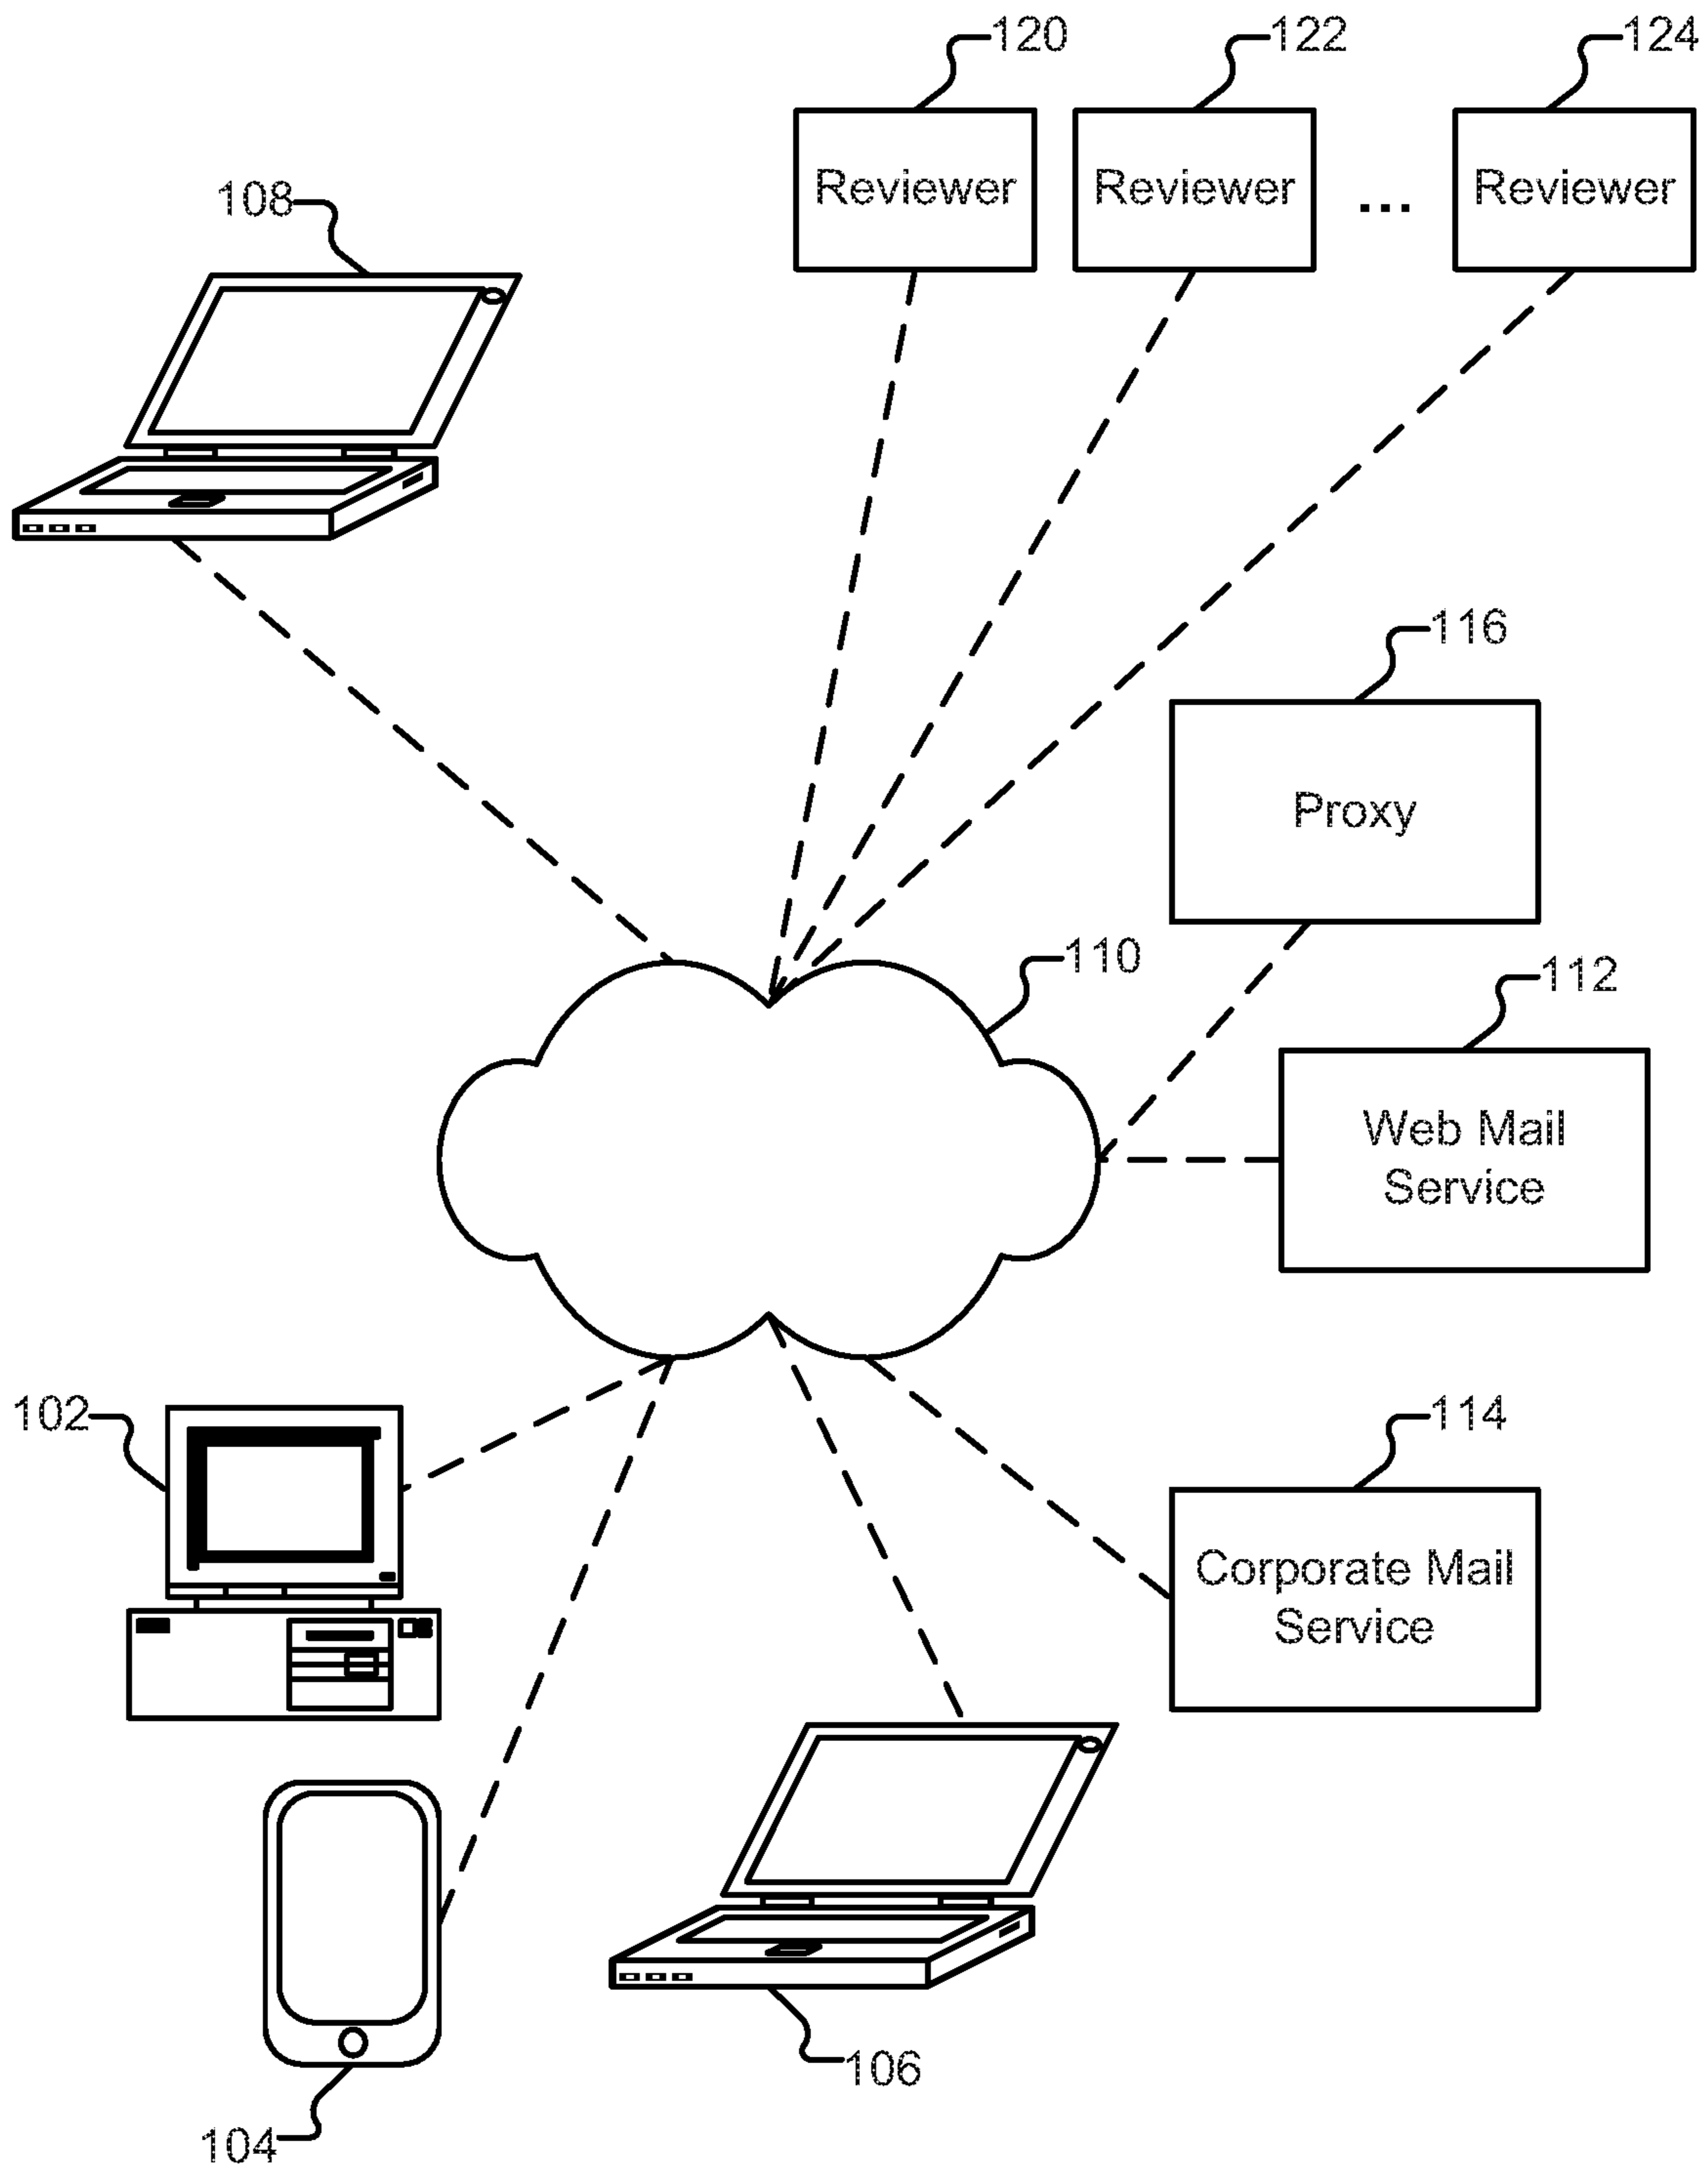 120
122
124
108
Reviewer
Reviewer
...
Reviewer
116
Proxy
110
112
Web Mail
Service
102
114
Corporate Mail
Service
106
104